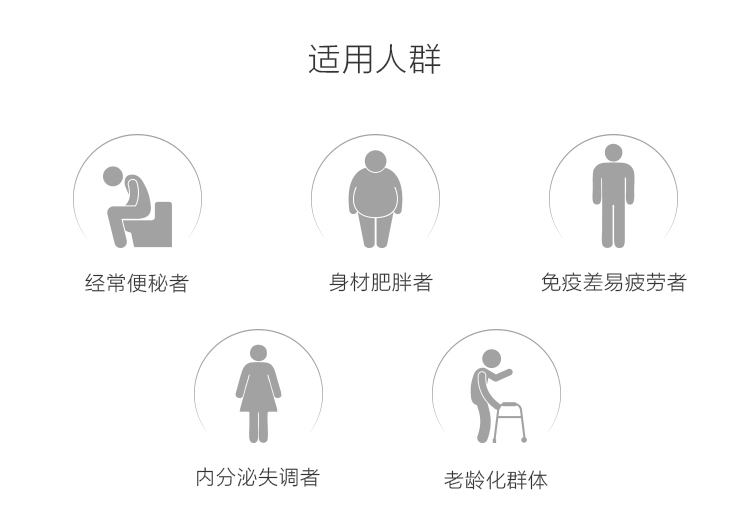 适用人群
经常便秘者
身材肥胖者
免疫差易疲劳者
内分泌失调者
老龄化群体